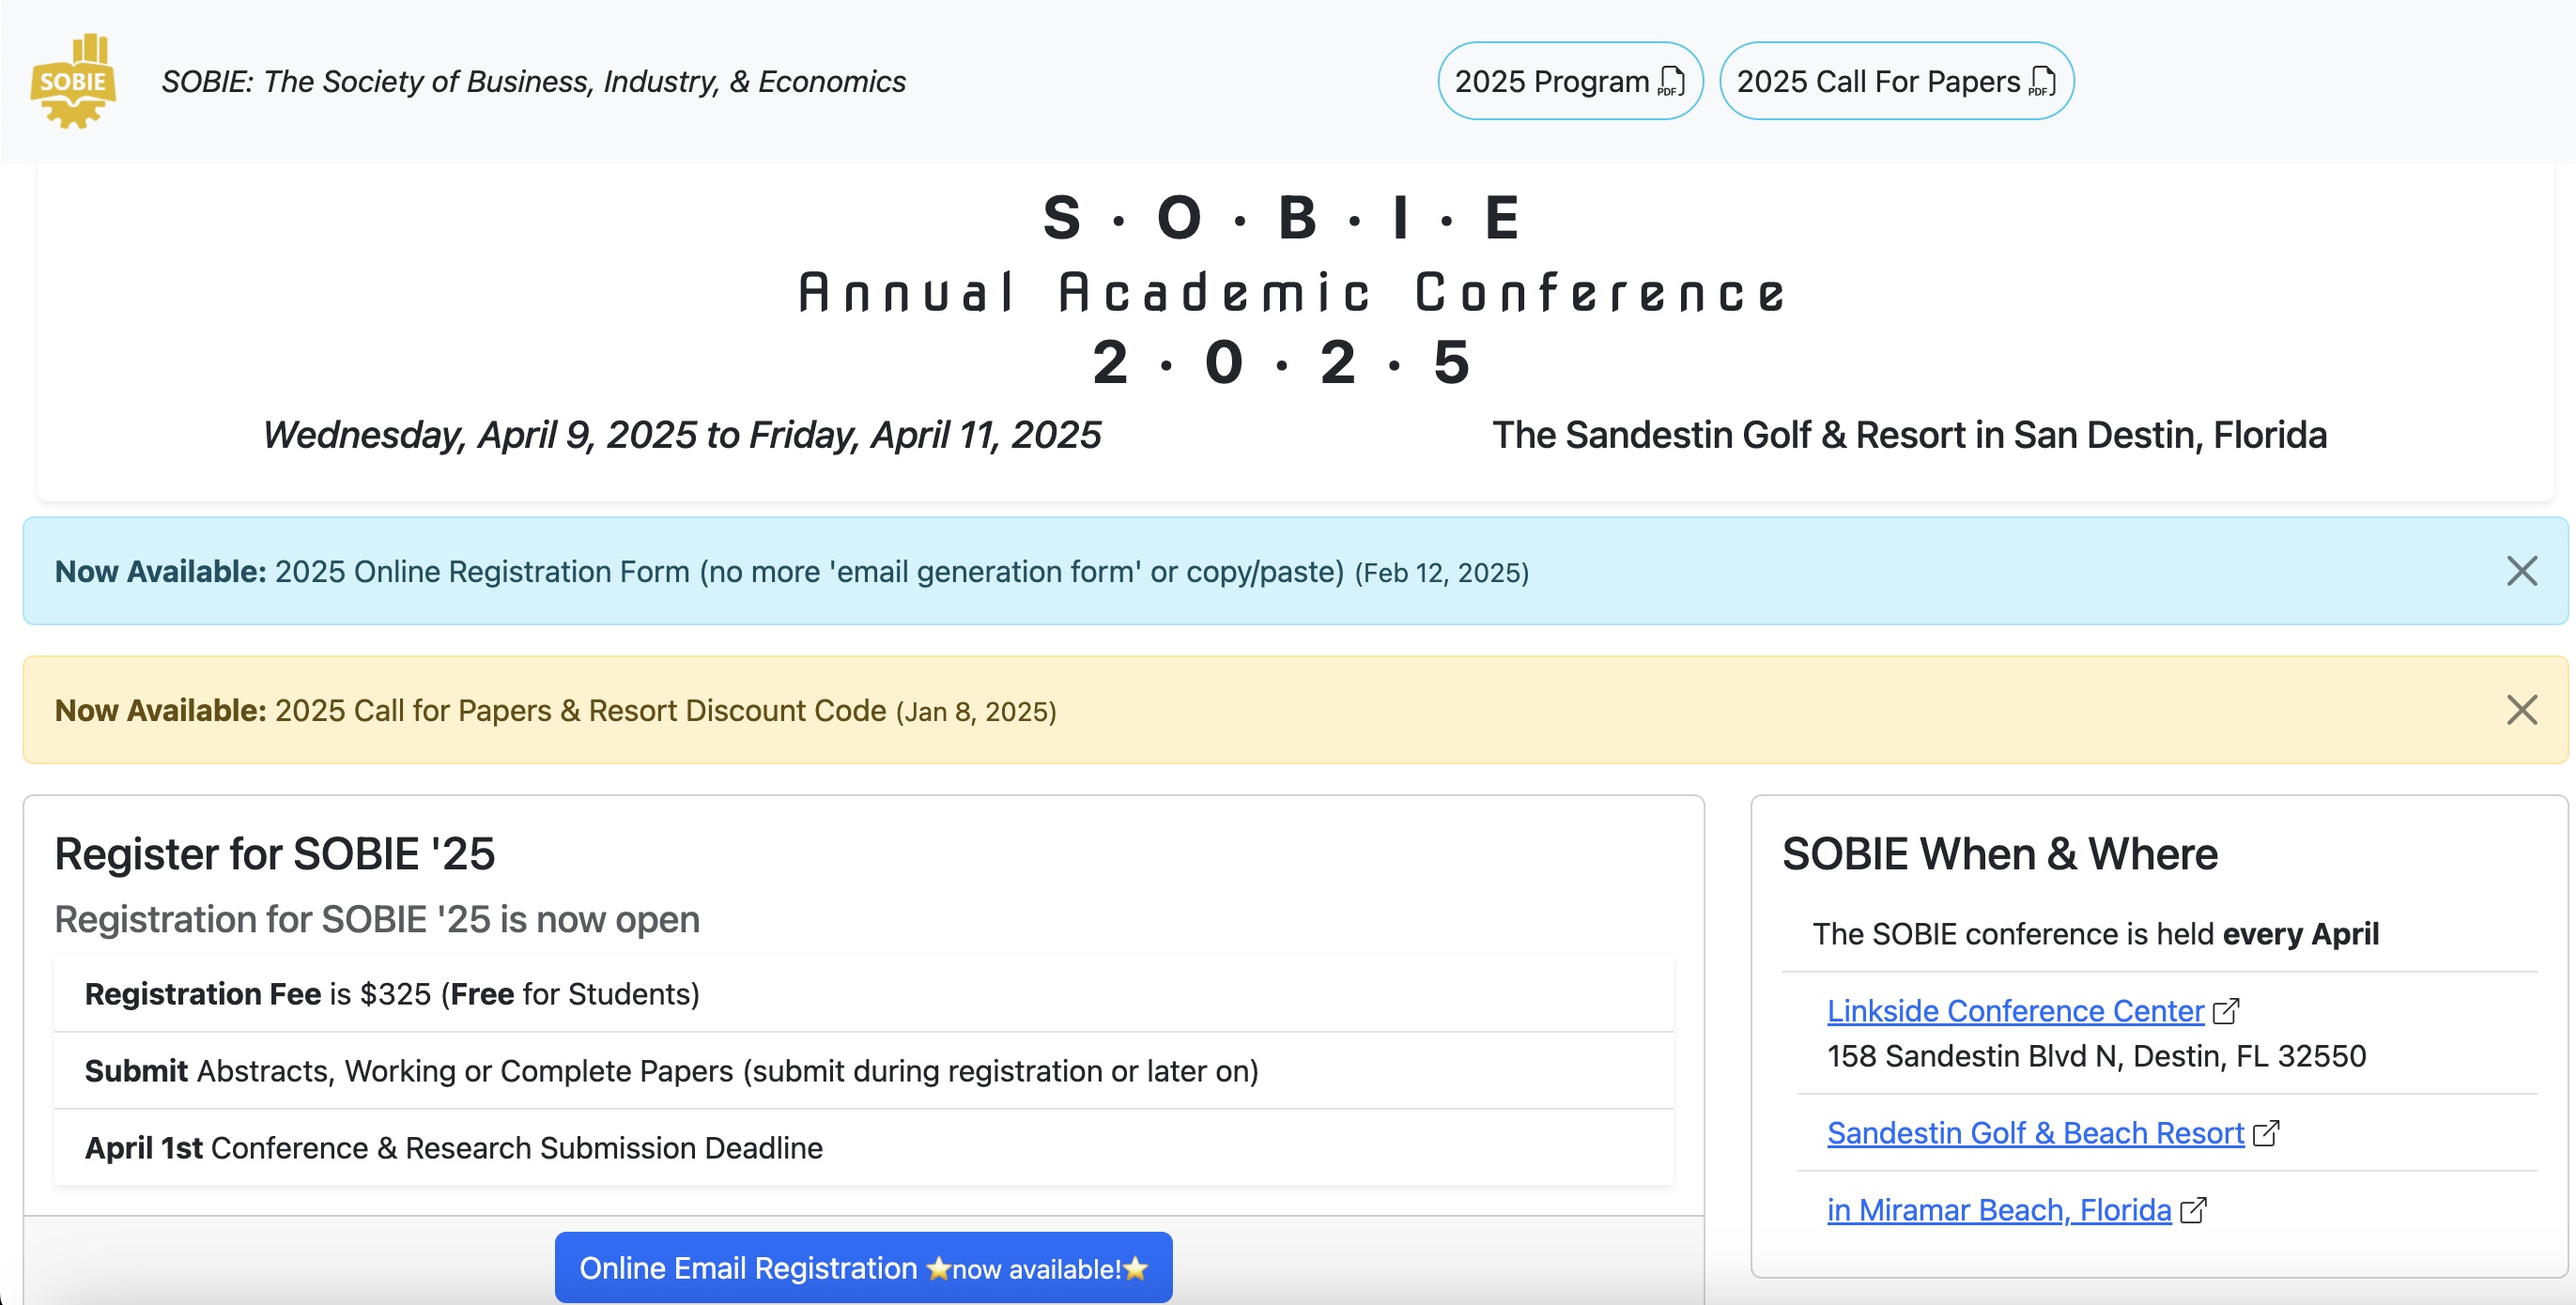 SOBIE
SOBIE: The Society of Business, Industry, & Economics
2025 Program PDF
2025 Call For Papers PDF
S · O · B · I · E
Annual Academic Conference
2 · 0 · 2 · 5
Wednesday, April 9, 2025 to Friday, April 11, 2025
The Sandestin Golf & Resort in San Destin, Florida
Now Available: 2025 Online Registration Form (no more 'email generation form' or copy/paste) (Feb 12, 2025)
Now Available: 2025 Call for Papers & Resort Discount Code (Jan 8, 2025)
Register for SOBIE '25
Registration for SOBIE '25 is now open
Registration Fee is $325 (Free for Students)
Submit Abstracts, Working or Complete Papers (submit during registration or later on)
April 1st Conference & Research Submission Deadline
Online Email Registration ⭐now available!⭐
SOBIE When & Where
The SOBIE conference is held every April
Linkside Conference Center
158 Sandestin Blvd N, Destin, FL 32550
Sandestin Golf & Beach Resort
in Miramar Beach, Florida